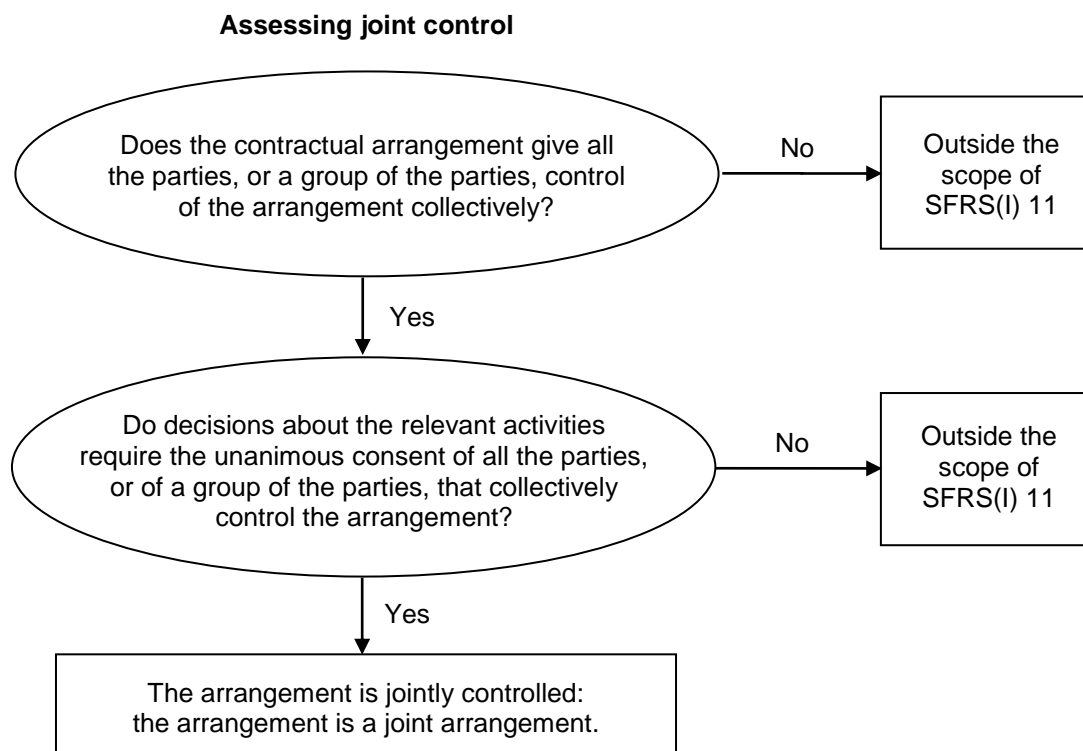 Assessing joint control
Does the contractual arrangement give all
the parties, or a group of the parties, control
of the arrangement collectively?
No
Outside the
scope of
SFRS(I) 11
Yes
Do decisions about the relevant activities
require the unanimous consent of all the parties,
or of a group of the parties, that collectively
control the arrangement?
No
Outside the
scope of
SFRS(I) 11
Yes
The arrangement is jointly controlled:
the arrangement is a joint arrangement.